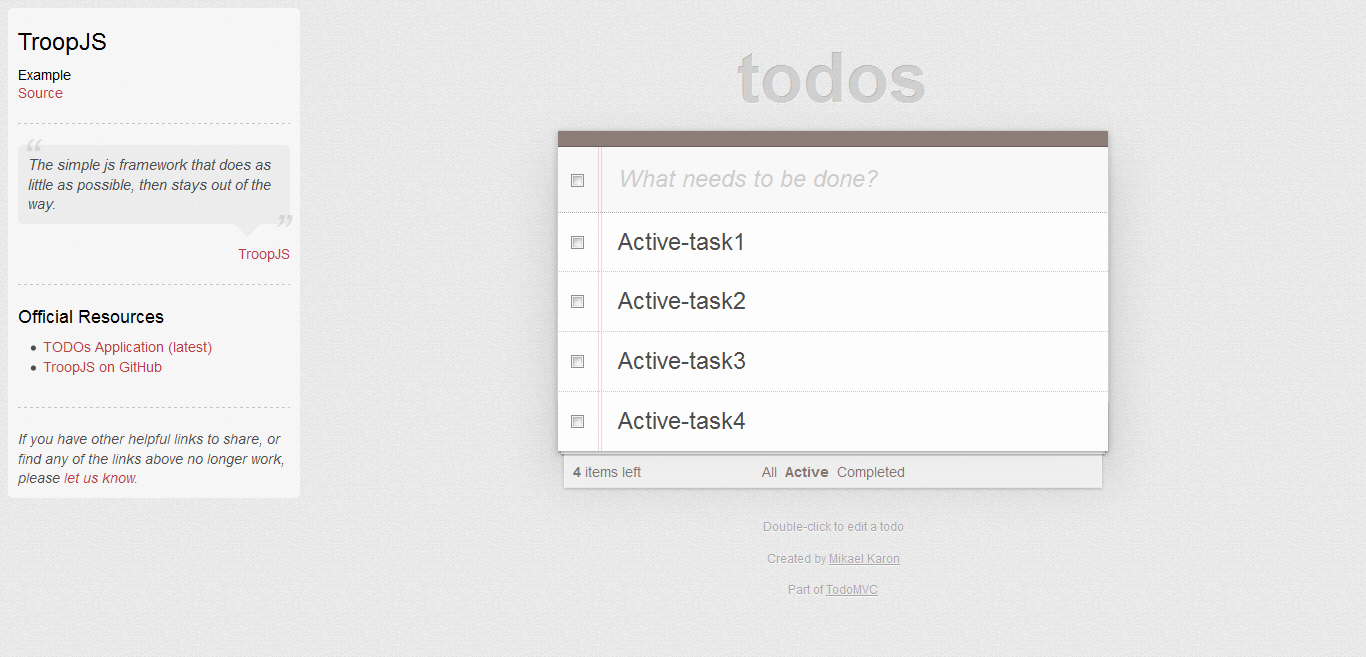 TroopJS
Example
Source
“
The simple js framework that does as
little as possible, then stays out of the
way.
”
TroopJS
Official Resources
• TODOs Application (latest)
• TroopJS on GitHub
If you have other helpful links to share, or
find any of the links above no longer work,
please let us know.
todos
What needs to be done?
Active-task1
Active-task2
Active-task3
Active-task4
4 items left All Active Completed
Double-click to edit a todo
Created by Mikael Karon
Part of TodoMVC